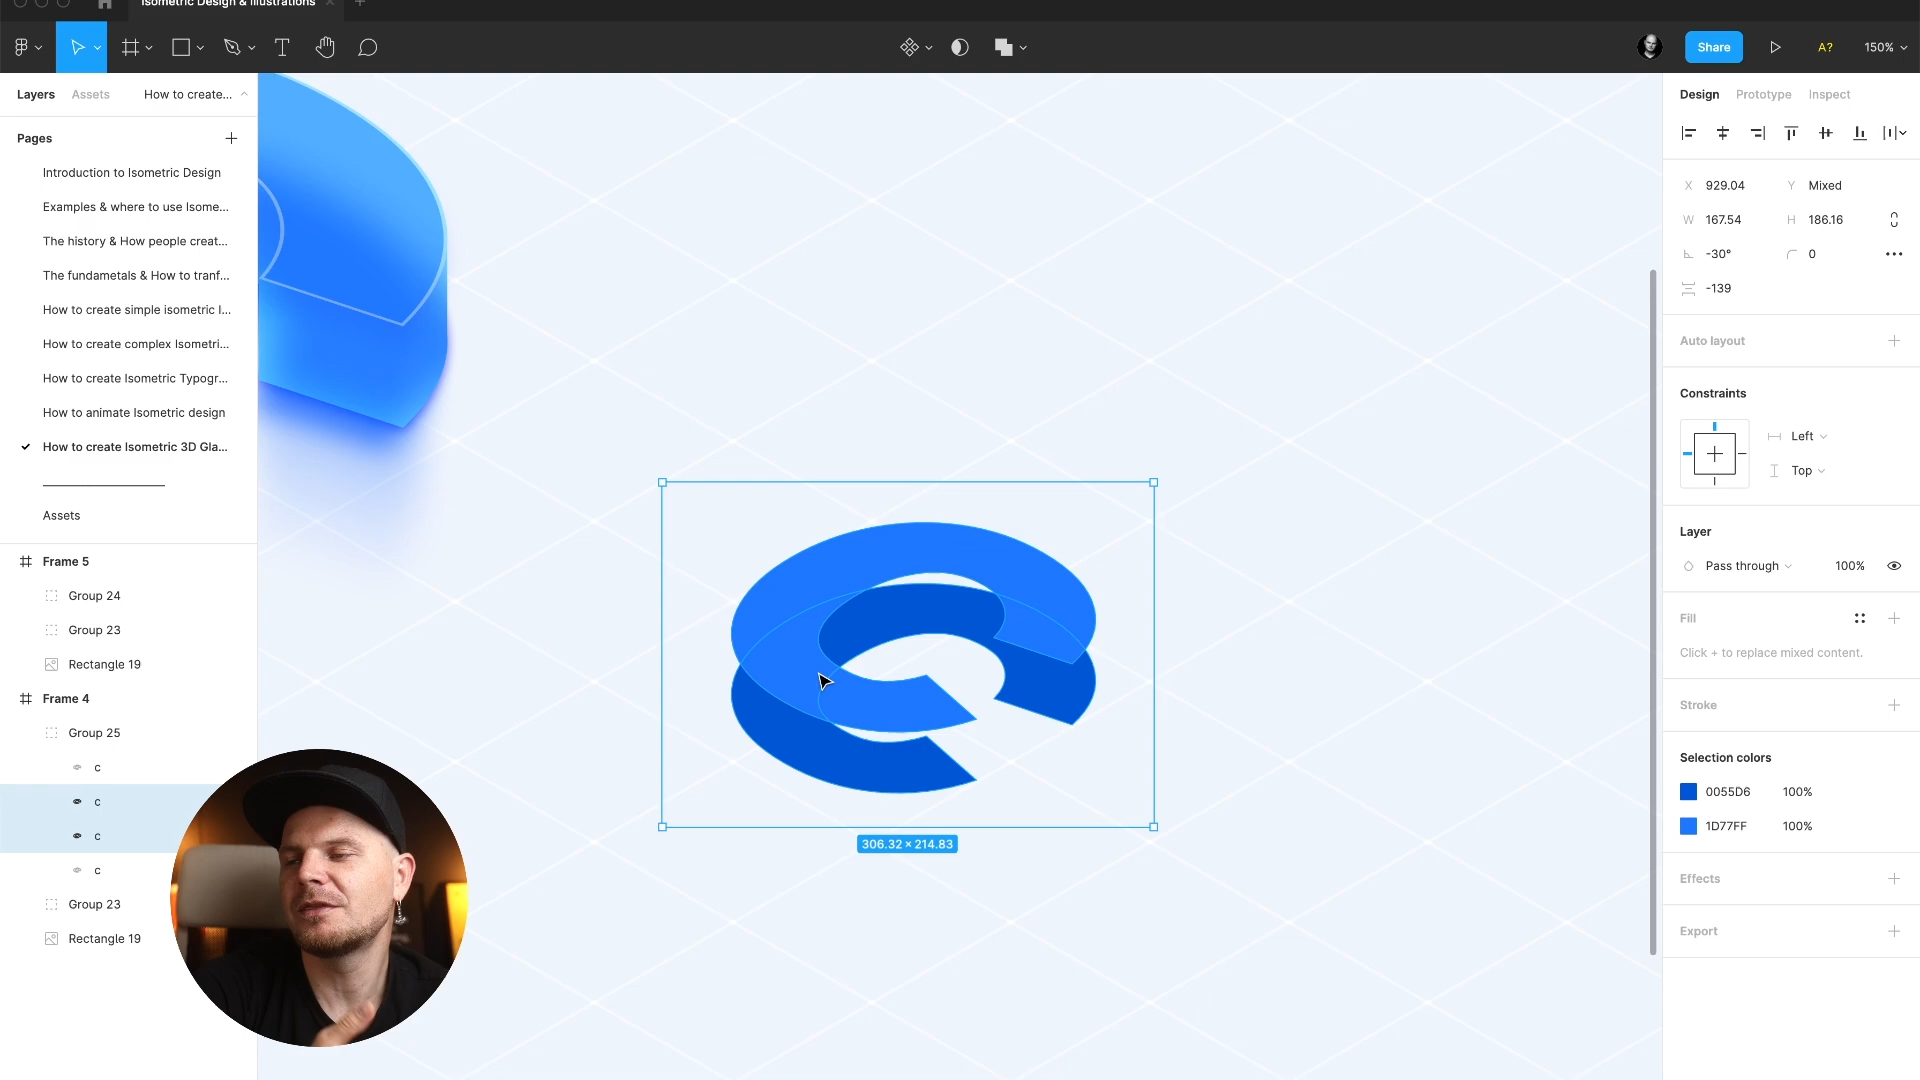 Isometric Design & Illustrations
Share
A?
150%
Layers
Assets
How to create...
Design
Prototype
Inspect
Pages
Introduction to Isometric Design
Examples & where to use Isome...
The history & How people creat...
The fundametals & How to tranf...
How to create simple isometric I...
How to create complex Isometri...
How to create Isometric Typogr...
How to animate Isometric design
How to create Isometric 3D Gla...
Assets
Frame 5
Group 24
Group 23
Rectangle 19
Frame 4
Group 25
c
c
c
c
Group 23
Rectangle 19
306.32 × 214.83
X 929.04 Y Mixed
W 167.54 H 186.16
-30° 0
-139
Auto layout
Constraints
Left
Top
Layer
Pass through 100%
Fill
Click + to replace mixed content.
Stroke
Selection colors
0055D6 100%
1D77FF 100%
Effects
Export